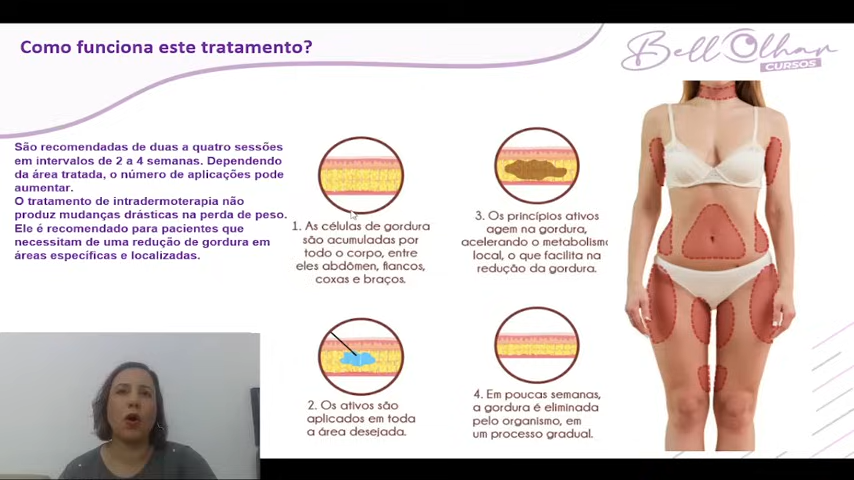 Como funciona este tratamento?
Bell Olhar
CURSOS
São recomendadas de duas a quatro sessões
em intervalos de 2 a 4 semanas. Dependendo
da área tratada, o número de aplicações pode
aumentar.
O tratamento de intradermoterapia não
produz mudanças drásticas na perda de peso.
Ele é recomendado para pacientes que
necessitam de uma redução de gordura em
áreas específicas e localizadas.
1. As células de gordura
são acumuladas por
todo o corpo, entre
eles abdômen, flancos,
coxas e braços.
2. Os ativos são
aplicados em toda
a área desejada.
3. Os princípios ativos
agem na gordura,
acelerando o metabolismo
local, o que facilita na
redução da gordura.
4. Em poucas semanas,
a gordura é eliminada
pelo organismo, em
um processo gradual.